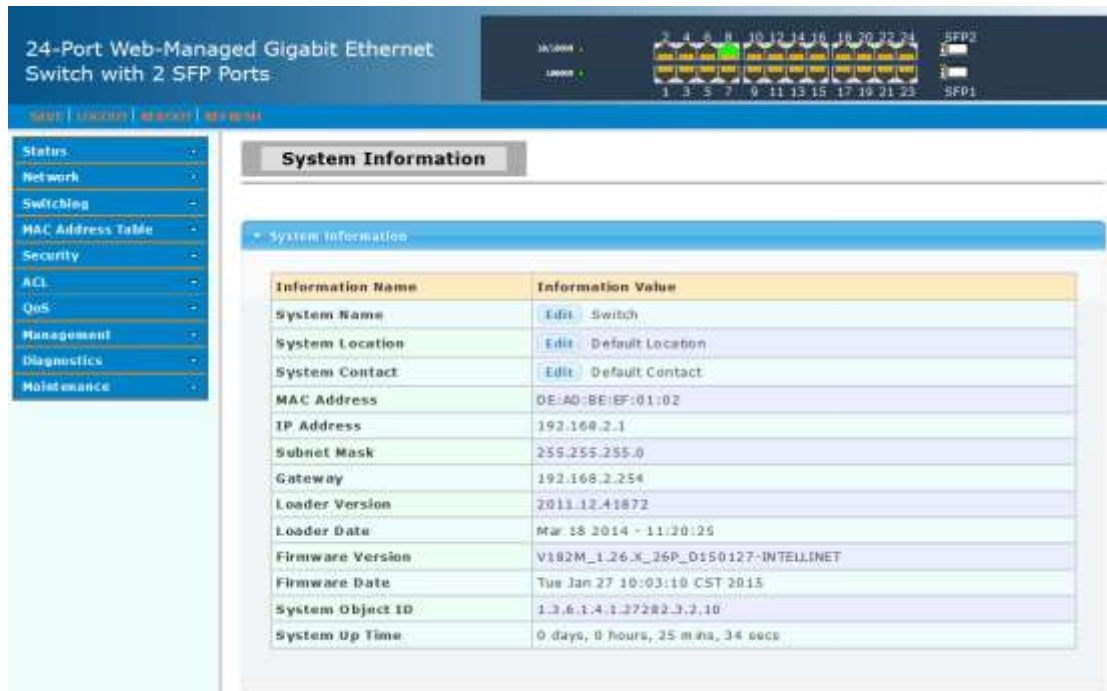 24-Port Web-Managed Gigabit Ethernet
Switch with 2 SFP Ports
2 4 6 8 10 12 14 16 18 20 22 24 SFP2
1 3 5 7 9 11 13 15 17 19 21 23 SFP1
SAVE | LOGOUT | REBOOT | REFRESH
Status
Network
Switching
MAC Address Table
Security
ACL
QoS
Management
Diagnostics
Maintenance
System Information
System Information
Information Name Information Value
System Name Edit Switch
System Location Edit Default Location
System Contact Edit Default Contact
MAC Address DE:AD:BE:EF:01:02
IP Address 192.168.2.1
Subnet Mask 255.255.255.0
Gateway 192.168.2.254
Loader Version 2011.12.41872
Loader Date Mar 18 2014 - 11:20:25
Firmware Version V182M_1.26.X_26P_D150127-INTELLINET
Firmware Date Tue Jan 27 10:03:10 CST 2015
System Object ID 1.3.6.1.4.1.27282.3.2.10
System Up Time 0 days, 0 hours, 25 mins, 34 secs